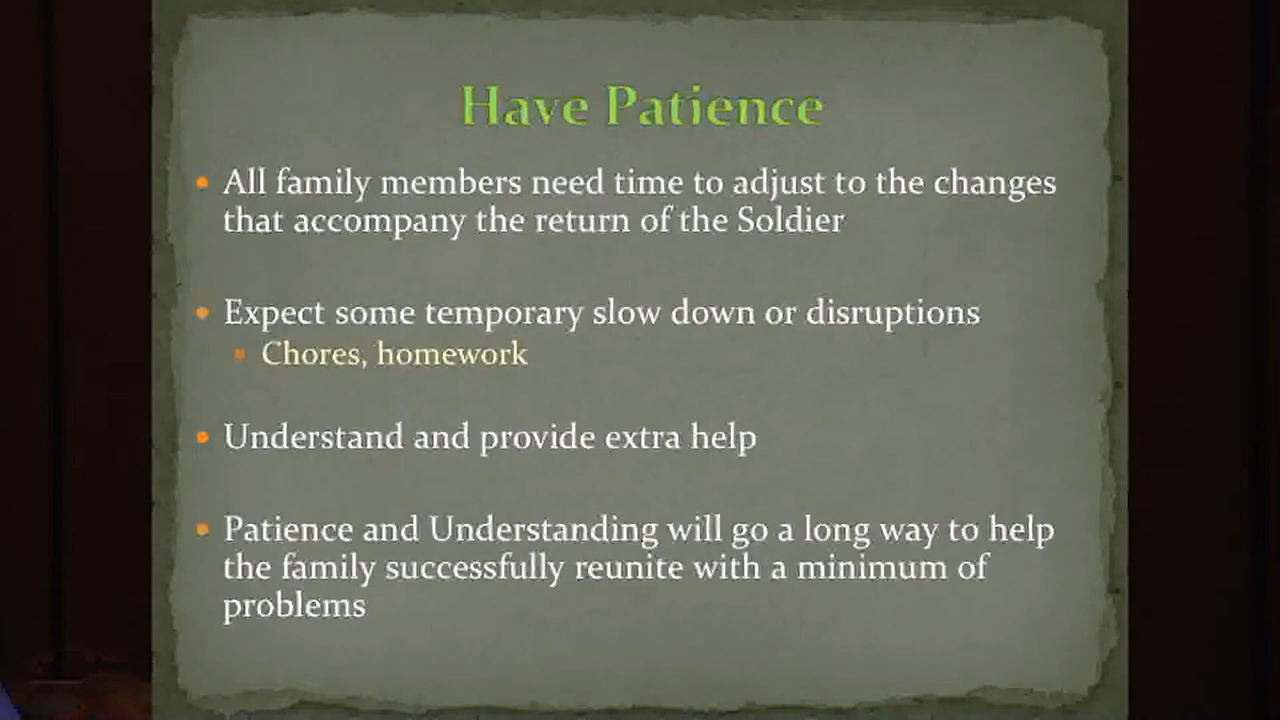 Have Patience
All family members need time to adjust to the changes
that accompany the return of the Soldier
Expect some temporary slow down or disruptions
Chores, homework
Understand and provide extra help
Patience and Understanding will go a long way to help
the family successfully reunite with a minimum of
problems